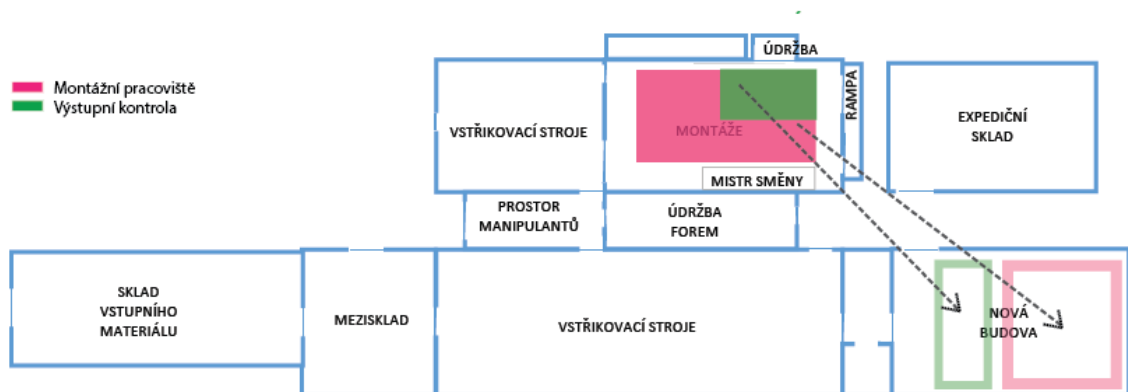 ÚDRŽBA
Montážní pracoviště
Výstupní kontrola
VSTŘIKOVACÍ STROJE
MONTÁŽE
RAMPA
EXPEDIČNÍ
SKLAD
MISTR SMĚNY
PROSTOR
MANIPULANTŮ
ÚDRŽBA
FOREM
SKLAD
VSTUPNÍHO
MATERIÁLU
MEZISKLAD
VSTŘIKOVACÍ STROJE
NOVÁ
BUDOVA